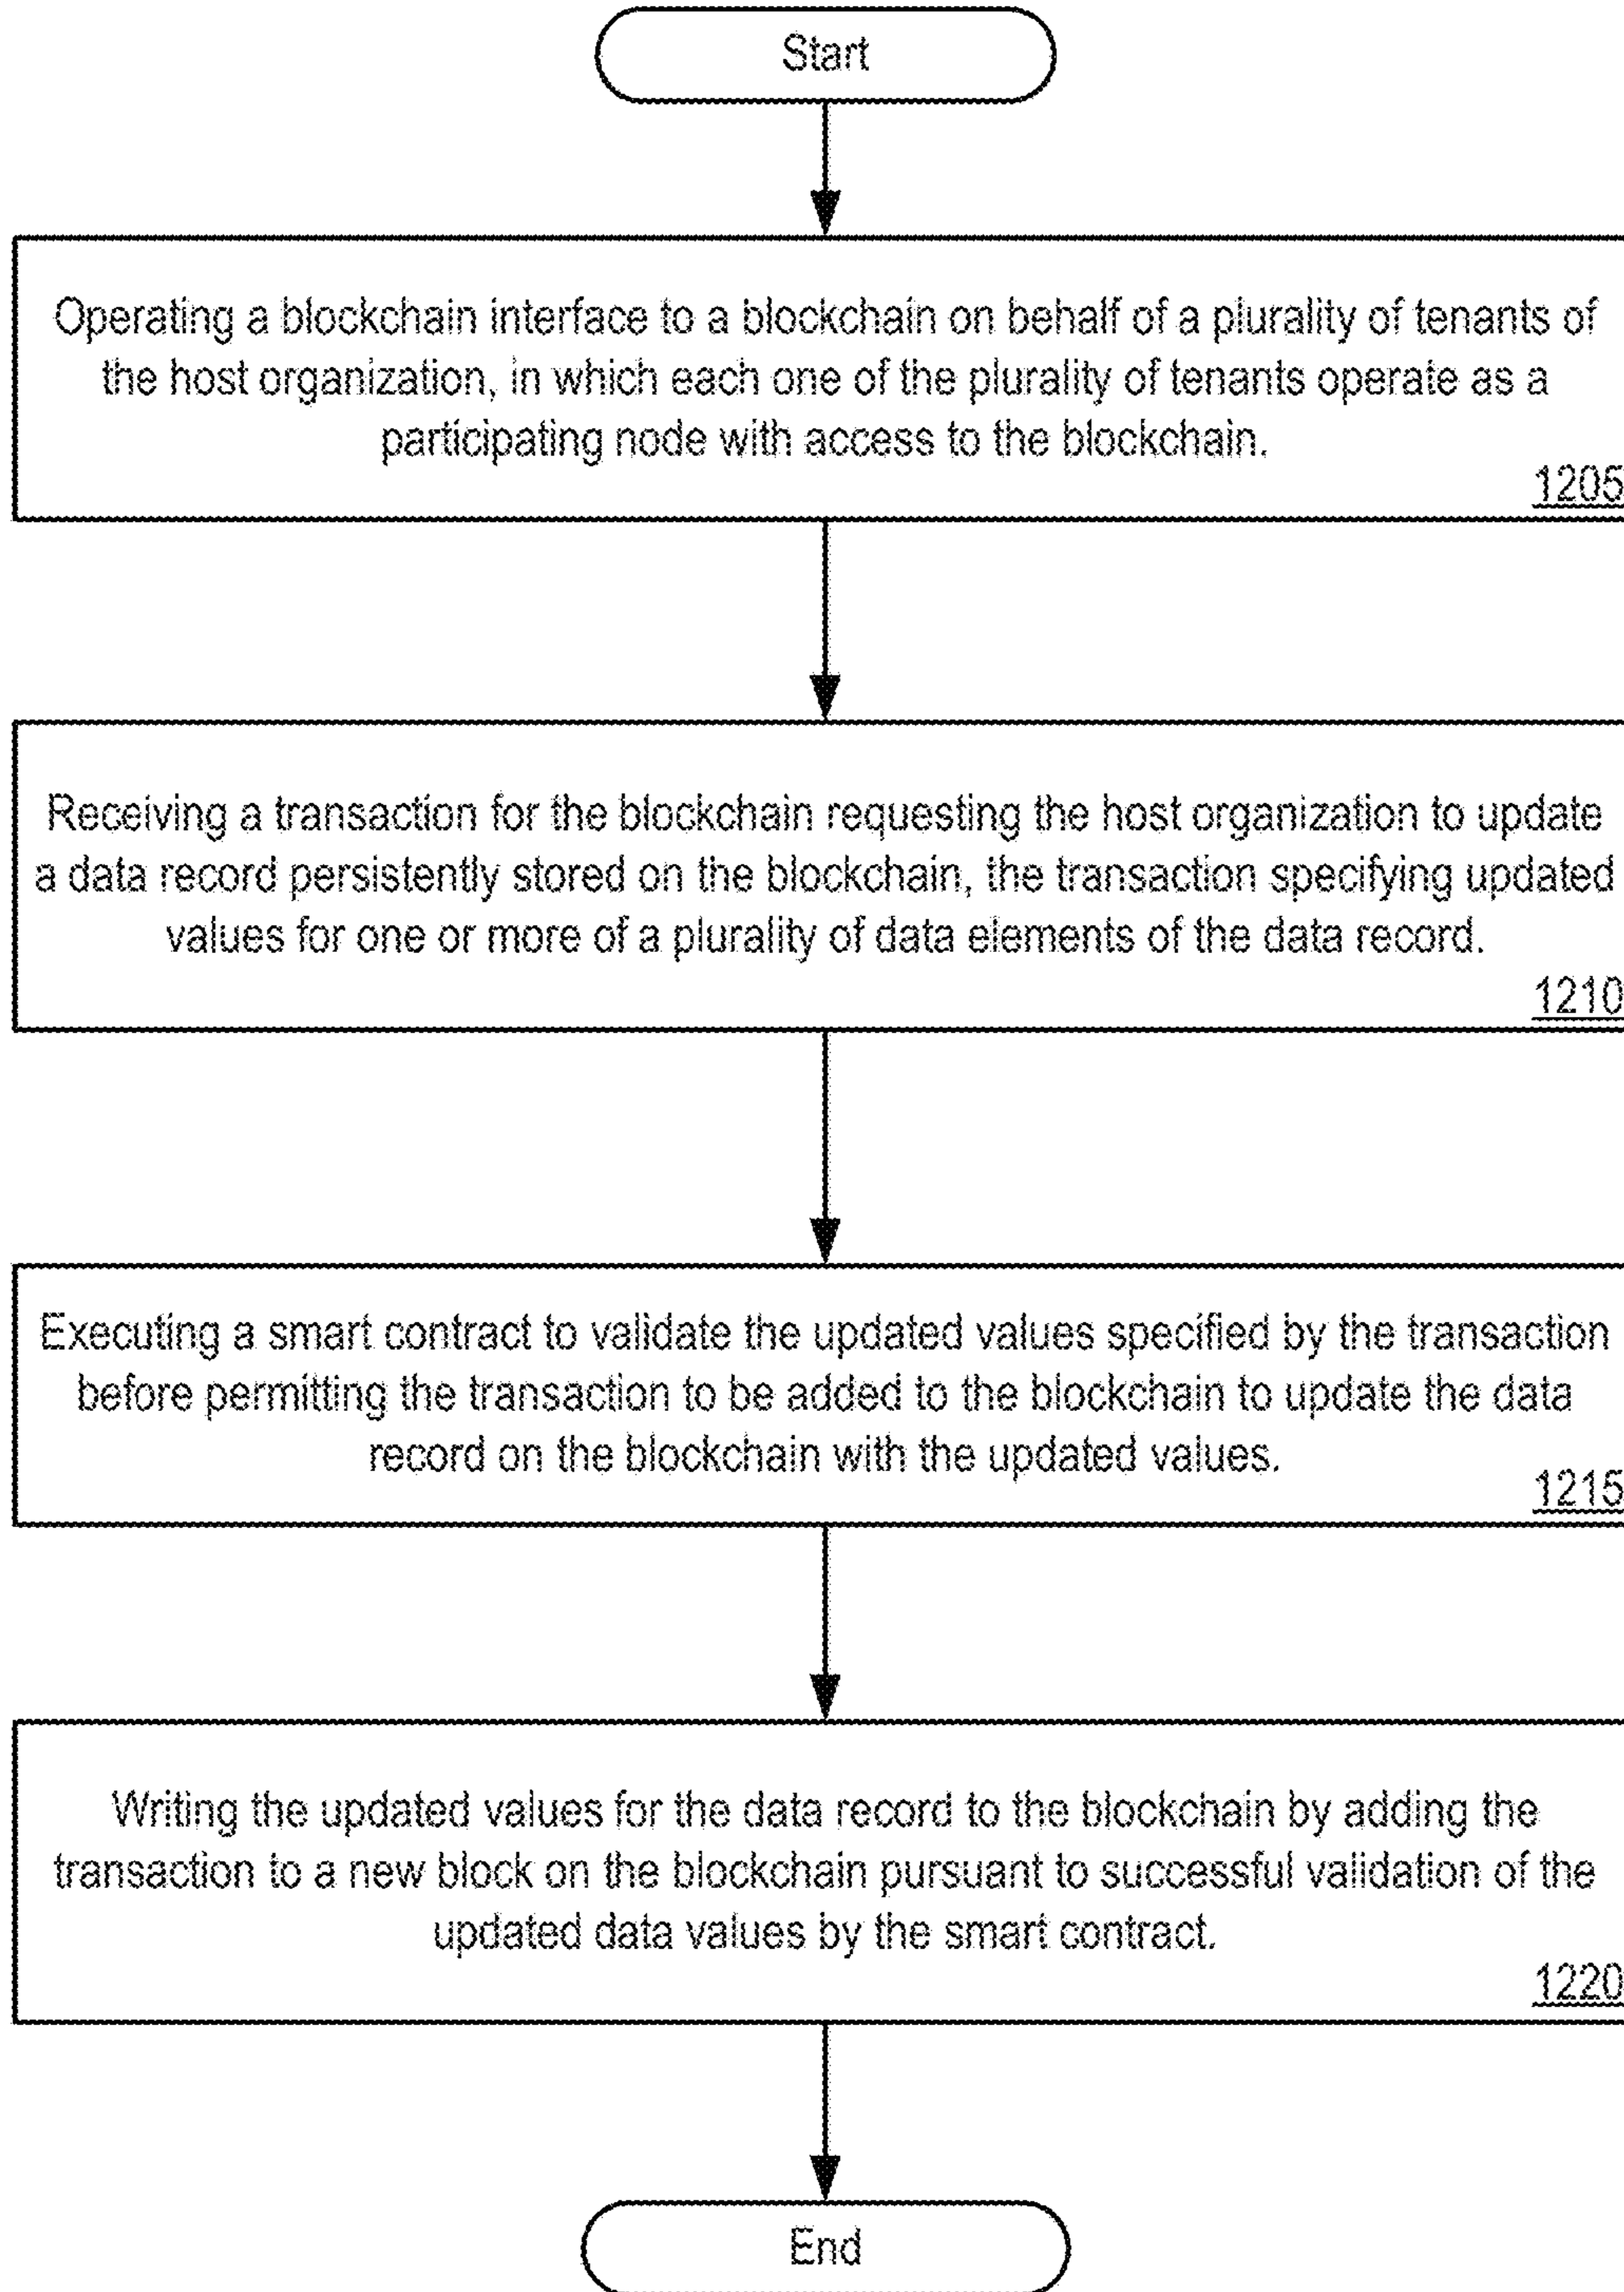 Start
Operating a blockchain interface to a blockchain on behalf of a plurality of tenants of
the host organization, in which each one of the plurality of tenants operate as a
participating node with access to the blockchain.
1205
Receiving a transaction for the blockchain requesting the host organization to update
a data record persistently stored on the blockchain, the transaction specifying updated
values for one or more of a plurality of data elements of the data record.
1210
Executing a smart contract to validate the updated values specified by the transaction
before permitting the transaction to be added to the blockchain to update the data
record on the blockchain with the updated values.
1215
Writing the updated values for the data record to the blockchain by adding the
transaction to a new block on the blockchain pursuant to successful validation of the
updated data values by the smart contract.
1220
End